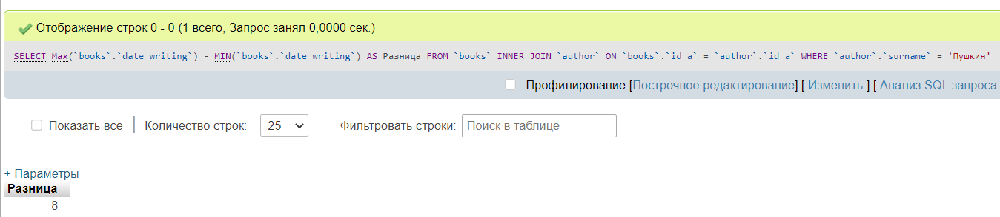 Отображение строк 0 - 0 (1 всего, Запрос занял 0,0000 сек.)
SELECT Max(`books`.`date_writing`) - MIN(`books`.`date_writing`) AS Разница FROM `books` INNER JOIN `author` ON `books`.`id_a` = `author`.`id_a` WHERE `author`.`surname` = 'Пушкин'
Профилирование [Построчное редактирование] [ Изменить ] [ Анализ SQL запроса
Показать все | Количество строк: 25 Фильтровать строки: Поиск в таблице
+ Параметры
Разница
8